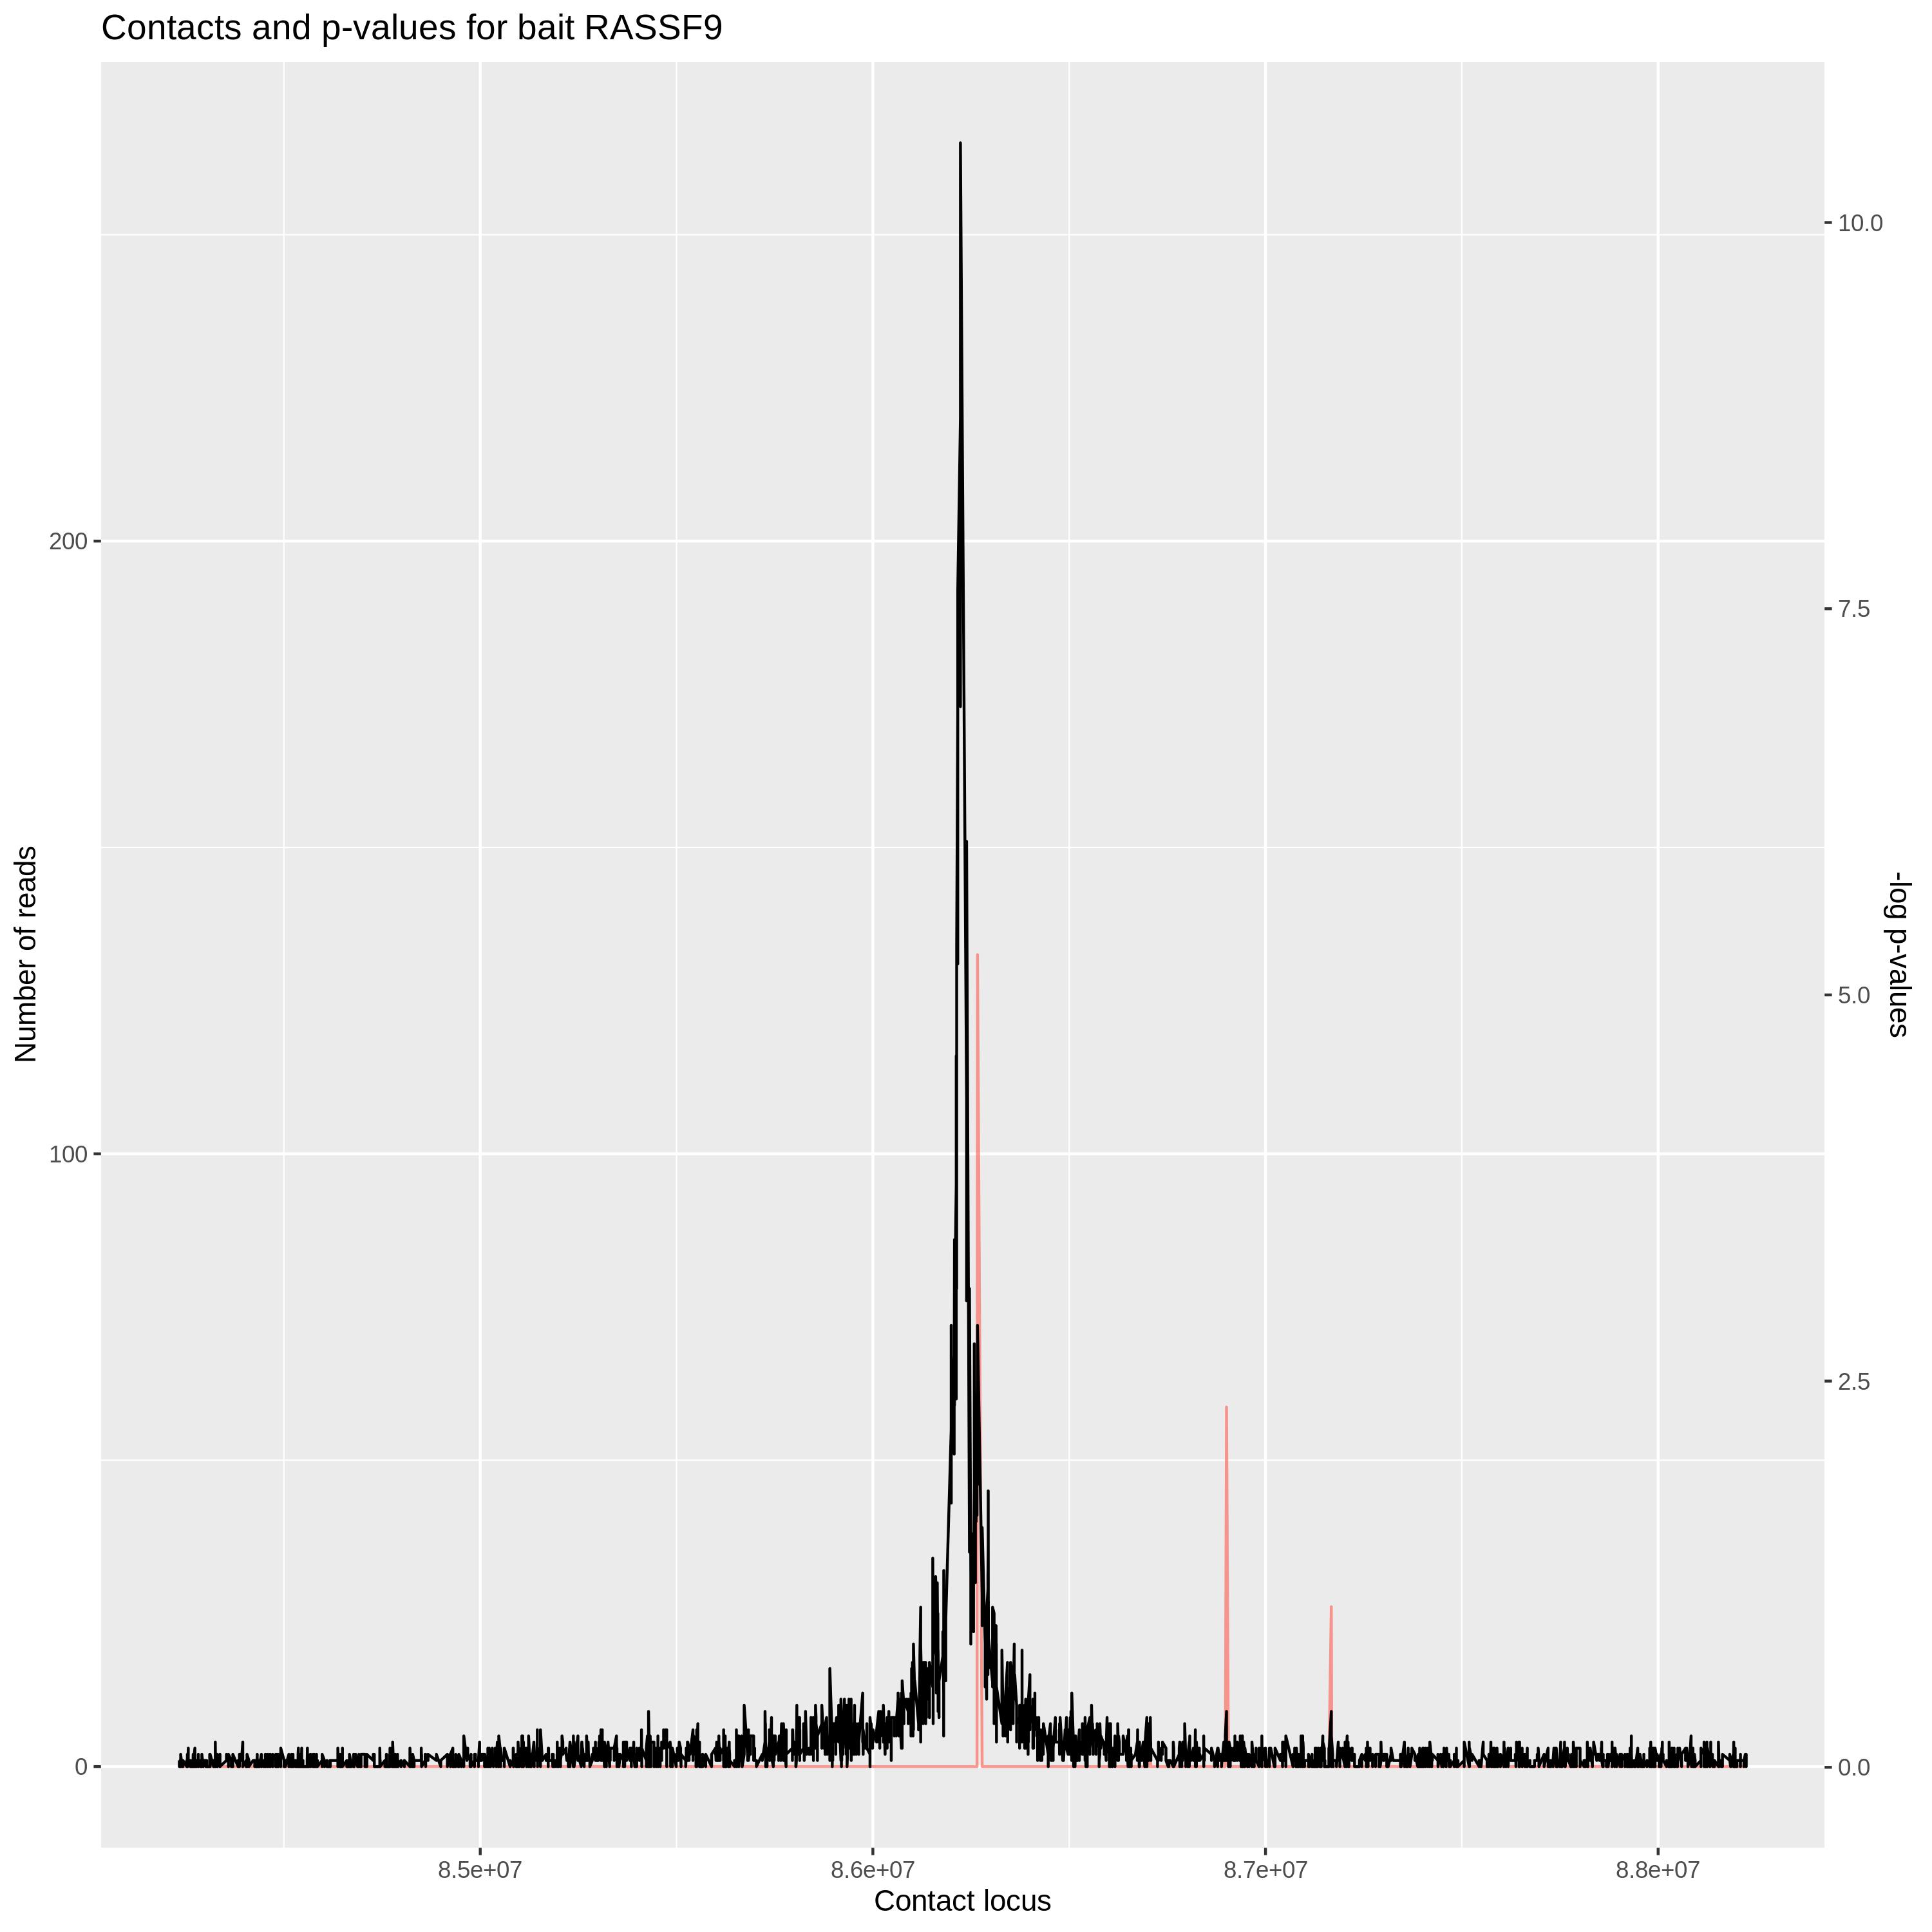 Contacts and p-values for bait RASSF9
Number of reads
200
100
0
10.0
7.5
5.0
2.5
0.0
-log p-values
8.5e+07 8.6e+07 8.7e+07 8.8e+07
Contact locus